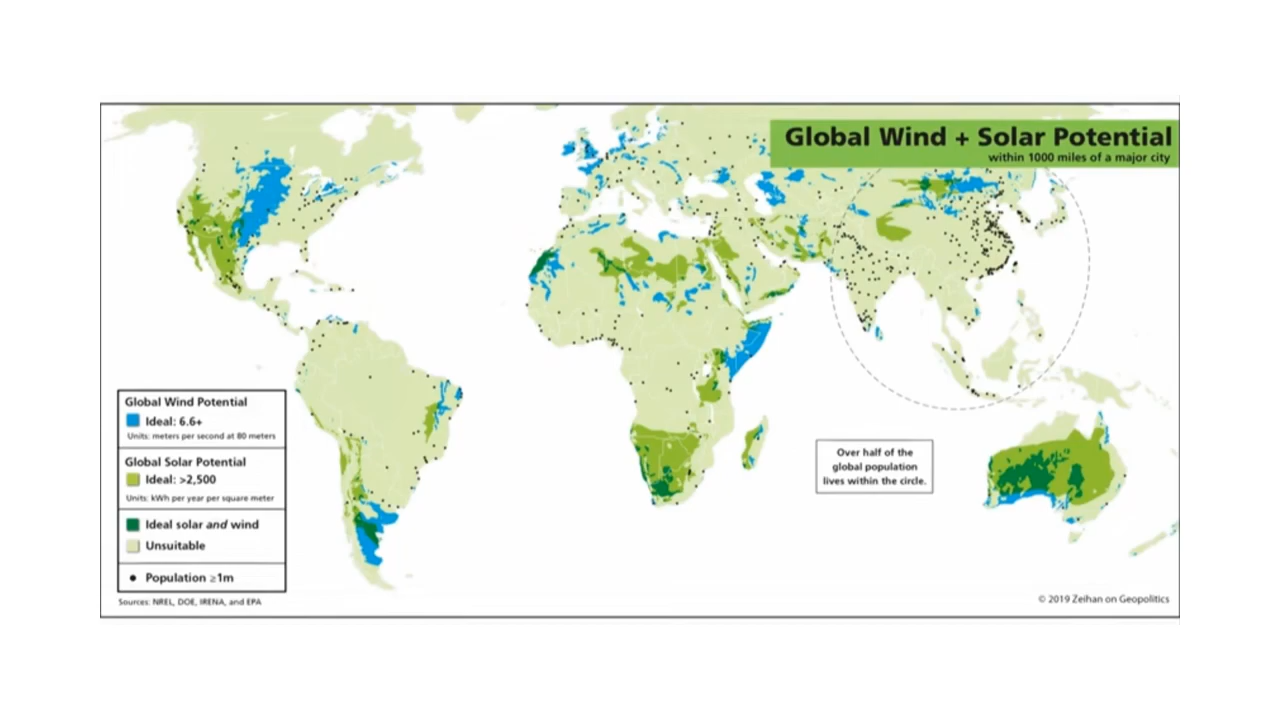 Global Wind + Solar Potential
within 1000 miles of a major city
Global Wind Potential
Ideal: 6.6+
Units: meters per second at 80 meters
Global Solar Potential
Ideal: >2,500
Units: kWh per year per square meter
Ideal solar and wind
Unsuitable
Population ≥1m
Sources: NREL, DOE, IRENA, and EPA
Over half of the
global population
lives within the circle.
© 2019 Zeihan on Geopolitics